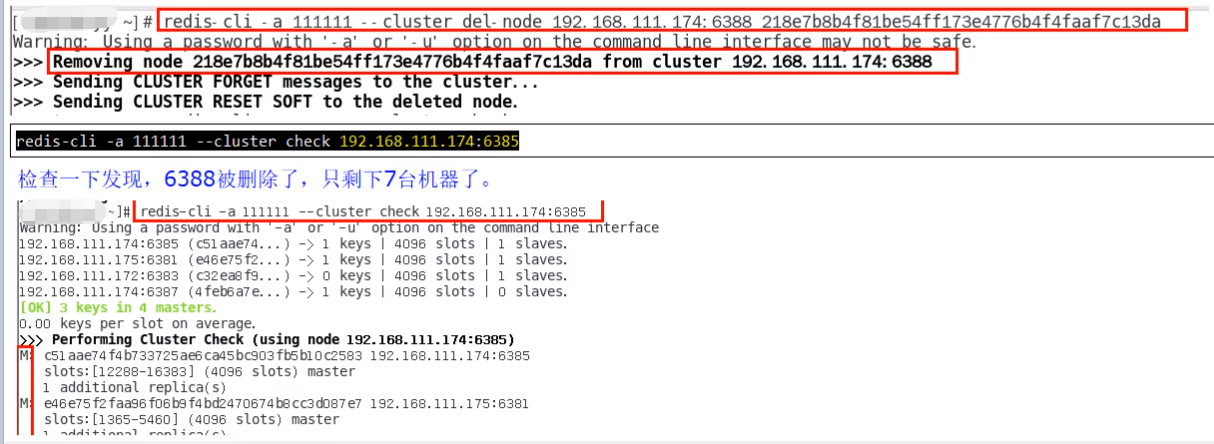 [ ~]# redis-cli -a 111111 --cluster del-node 192.168.111.174:6388 218e7b8b4f81be54ff173e4776b4f4faaf7c13da
Warning: Using a password with '-a' or '-u' option on the command line interface may not be safe.
>>> Removing node 218e7b8b4f81be54ff173e4776b4f4faaf7c13da from cluster 192.168.111.174:6388
>>> Sending CLUSTER FORGET messages to the cluster...
>>> Sending CLUSTER RESET SOFT to the deleted node.
redis-cli -a 111111 --cluster check 192.168.111.174:6385
检查一下发现，6388被删除了，只剩下7台机器了。
~]# redis-cli -a 111111 --cluster check 192.168.111.174:6385
Warning: Using a password with '-a' or '-u' option on the command line interface
192.168.111.174:6385 (c51aae74...) -> 1 keys | 4096 slots | 1 slaves.
192.168.111.175:6381 (e46e75f2...) -> 1 keys | 4096 slots | 1 slaves.
192.168.111.172:6383 (c32ea8f9...) -> 0 keys | 4096 slots | 1 slaves.
192.168.111.174:6387 (4feb6a7e...) -> 1 keys | 4096 slots | 0 slaves.
[OK] 3 keys in 4 masters.
0.00 keys per slot on average.
>>> Performing Cluster Check (using node 192.168.111.174:6385)
M: c51aae74f4b733725ae6ca45bc903fb5b10c2583 192.168.111.174:6385
slots:[12288-16383] (4096 slots) master
1 additional replica(s)
M: e46e75f2faa96f06b9f4bd2470674b8cc3d087e7 192.168.111.175:6381
slots:[1365-5460] (4096 slots) master
1 additional replica(s)